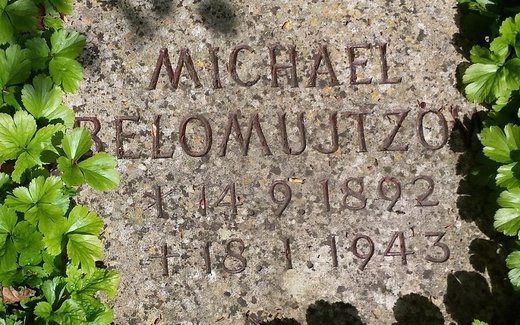 MICHAEL
BELOMUJTZO
* 14 9 1892
+ 18 1 1943